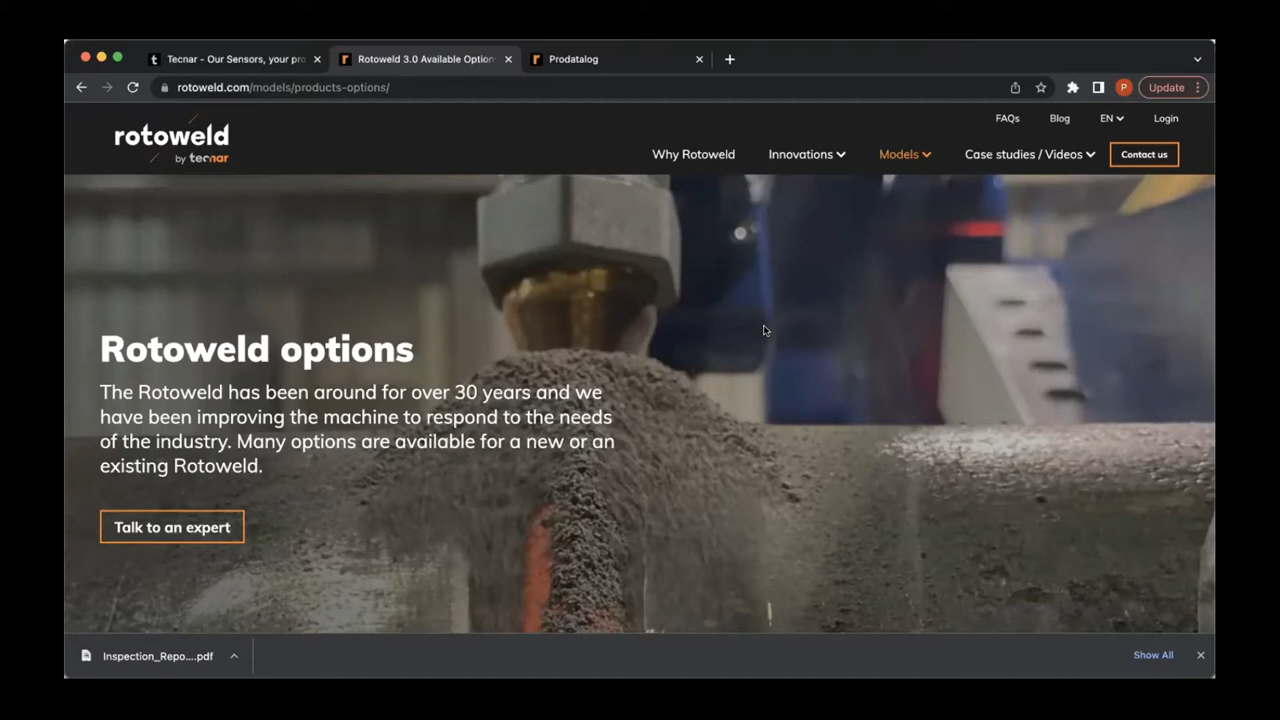 Tecnar - Our Sensors, your pro
Rotoweld 3.0 Available Option
Prodatalog
rotoweld.com/models/products-options/
P
Update
FAQs
Blog
EN
Login
rotoweld
by tecnar
Why Rotoweld
Innovations
Models
Case studies / Videos
Contact us
Rotoweld options
The Rotoweld has been around for over 30 years and we
have been improving the machine to respond to the needs
of the industry. Many options are available for a new or an
existing Rotoweld.
Talk to an expert
Inspection_Repo....pdf
Show All